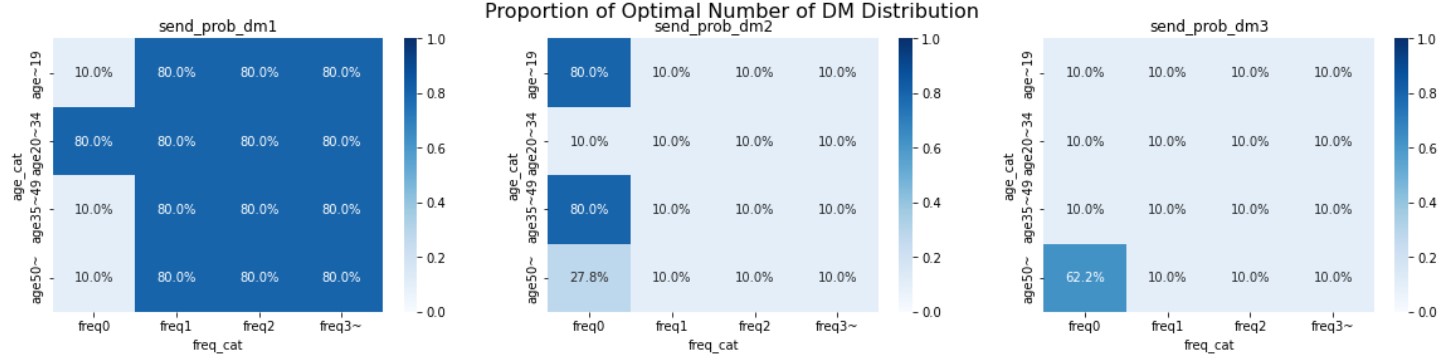 Proportion of Optimal Number of DM Distribution
send_prob_dm1
age_cat
age~19
10.0% 80.0% 80.0% 80.0%
age20~34
80.0% 80.0% 80.0% 80.0%
age35~49
10.0% 80.0% 80.0% 80.0%
age50~
10.0% 80.0% 80.0% 80.0%
freq0 freq1 freq2 freq3~
freq_cat
1.0
0.8
0.6
0.4
0.2
0.0
send_prob_dm2
age_cat
age~19
80.0% 10.0% 10.0% 10.0%
age20~34
10.0% 10.0% 10.0% 10.0%
age35~49
80.0% 10.0% 10.0% 10.0%
age50~
27.8% 10.0% 10.0% 10.0%
freq0 freq1 freq2 freq3~
freq_cat
1.0
0.8
0.6
0.4
0.2
0.0
send_prob_dm3
age_cat
age~19
10.0% 10.0% 10.0% 10.0%
age20~34
10.0% 10.0% 10.0% 10.0%
age35~49
10.0% 10.0% 10.0% 10.0%
age50~
62.2% 10.0% 10.0% 10.0%
freq0 freq1 freq2 freq3~
freq_cat
1.0
0.8
0.6
0.4
0.2
0.0